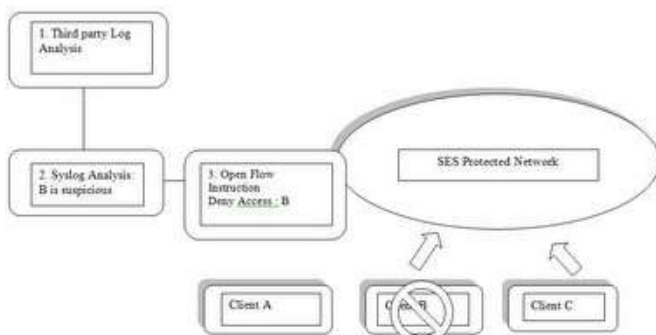 1. Third party Log
Analysis
2. Syslog Analysis:
B is suspicious
3. Open Flow
Instruction
Deny Access : B
SES Protected Network
Client A
Client B
Client C